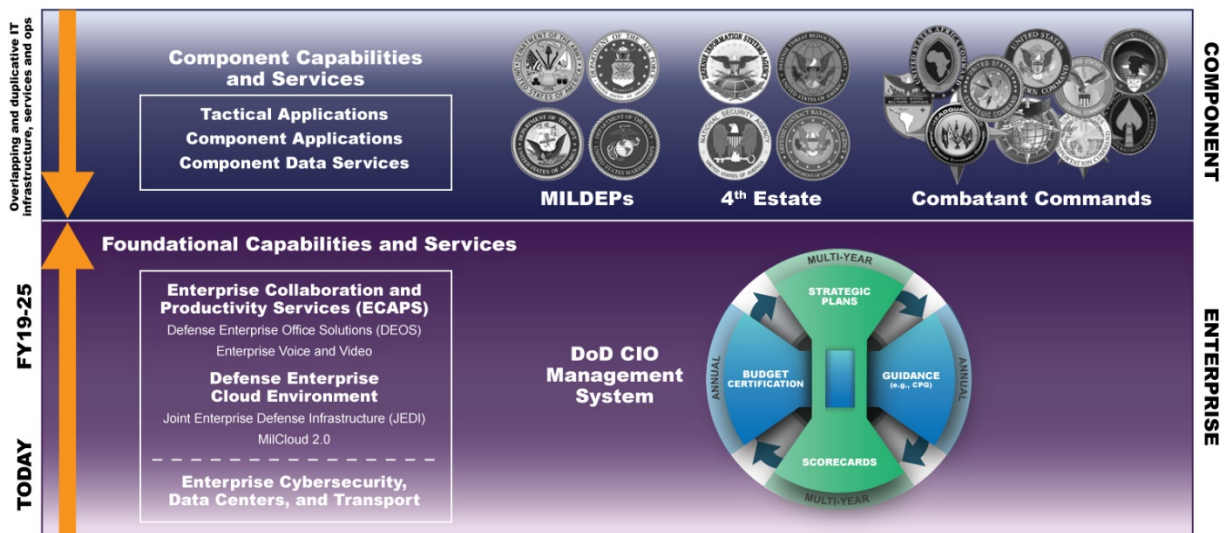 Overlapping and duplicative IT
infrastructure, services and ops
Component Capabilities
and Services
Tactical Applications
Component Applications
Component Data Services
MILDEPs
4th Estate
Combatant Commands
COMPONENT
Foundational Capabilities and Services
FY19-25
TODAY
Enterprise Collaboration and
Productivity Services (ECAPS)
Defense Enterprise Office Solutions (DEOS)
Enterprise Voice and Video
Defense Enterprise
Cloud Environment
Joint Enterprise Defense Infrastructure (JEDI)
MilCloud 2.0
Enterprise Cybersecurity,
Data Centers, and Transport
DoD CIO
Management
System
MULTI-YEAR
STRATEGIC
PLANS
ANNUAL
BUDGET
CERTIFICATION
GUIDANCE
(e.g., CPG)
ANNUAL
SCORECARDS
MULTI-YEAR
ENTERPRISE